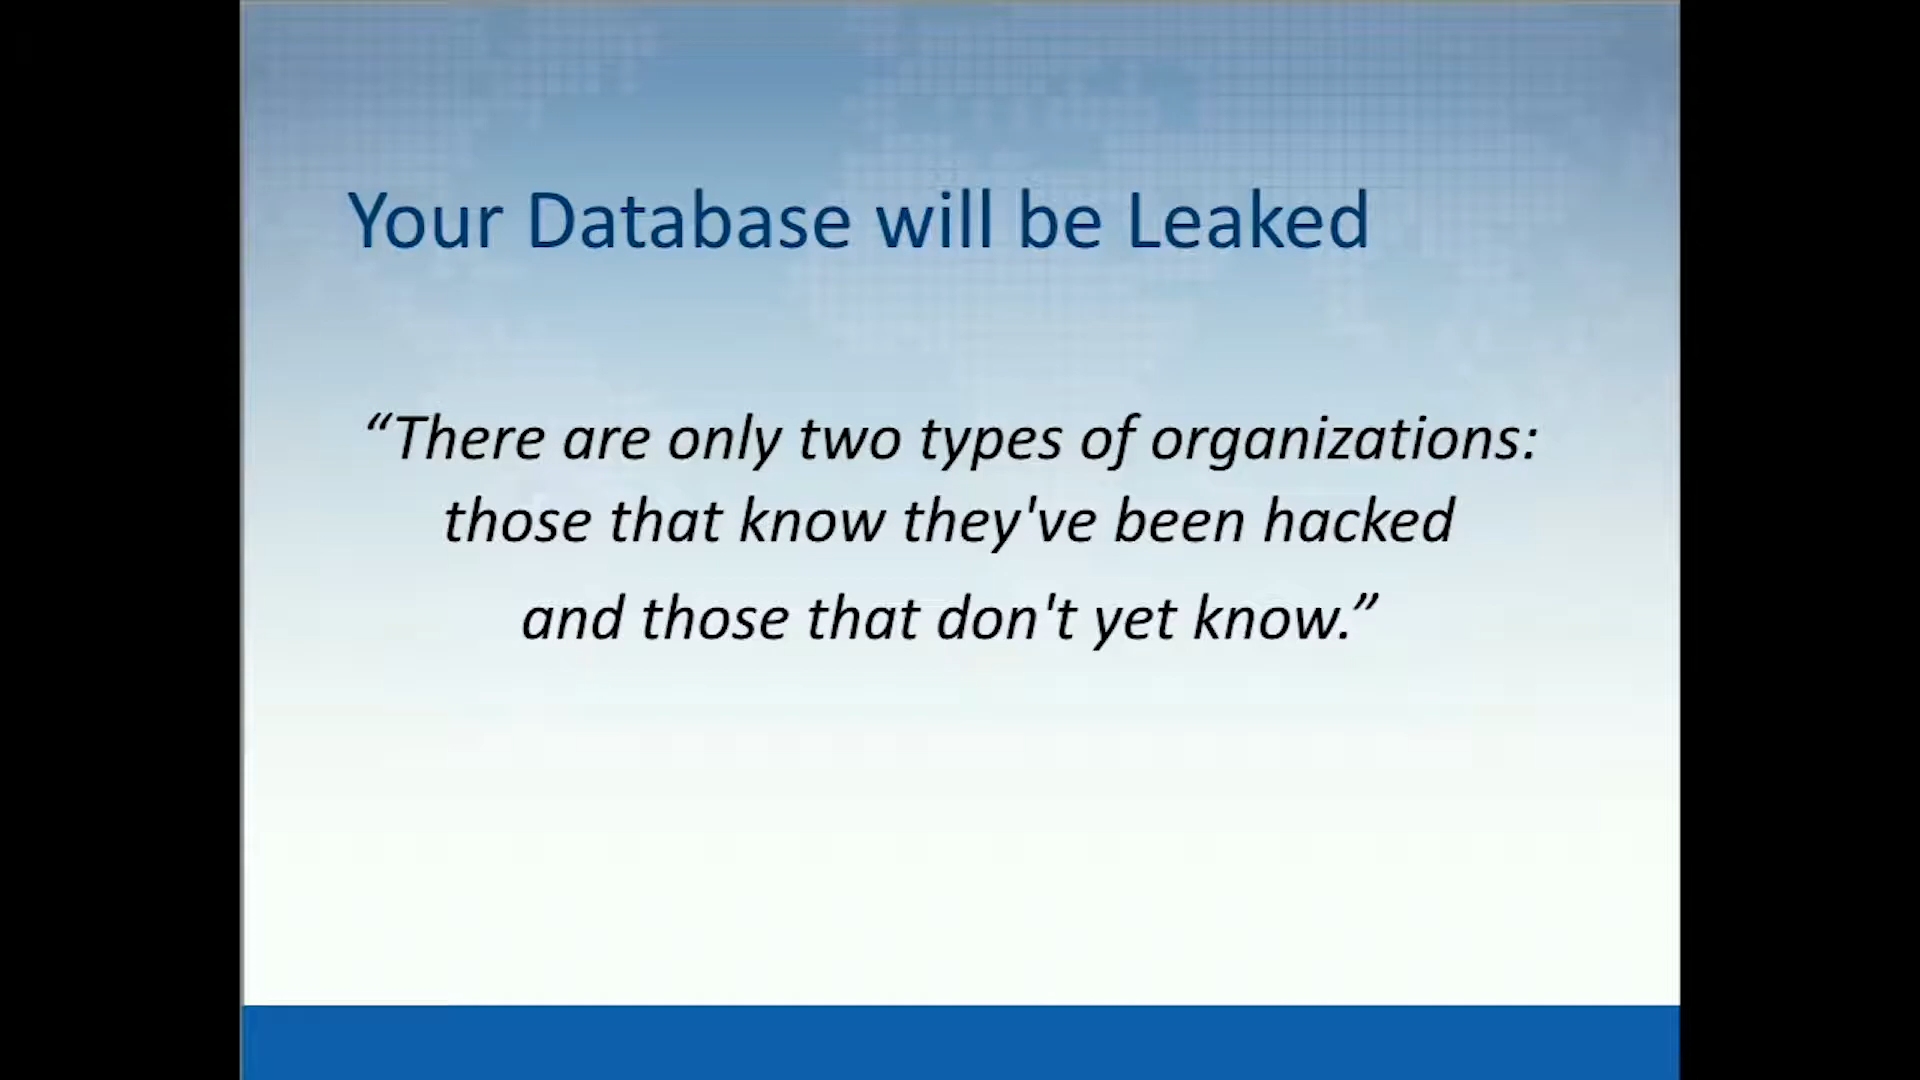 Your Database will be Leaked
“There are only two types of organizations:
those that know they've been hacked
and those that don't yet know.”